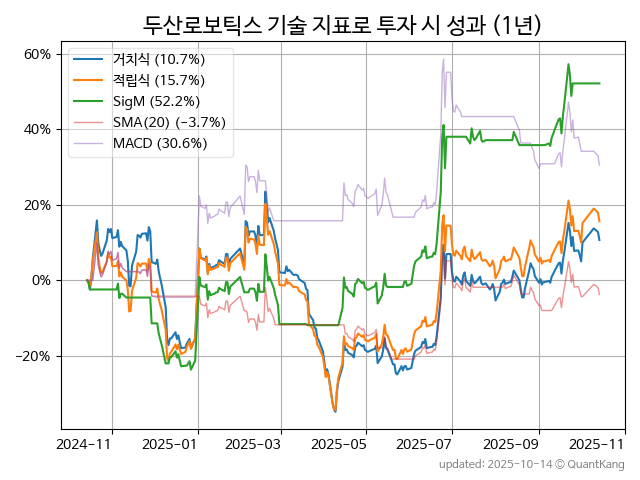 두산로보틱스 기술 지표로 투자 시 성과 (1년)
60%
40%
20%
0%
−20%
거치식 (10.7%)
적립식 (15.7%)
SigM (52.2%)
SMA(20) (−3.7%)
MACD (30.6%)
2024-11 2025-01 2025-03 2025-05 2025-07 2025-09 2025-11
updated: 2025-10-14 © QuantKang